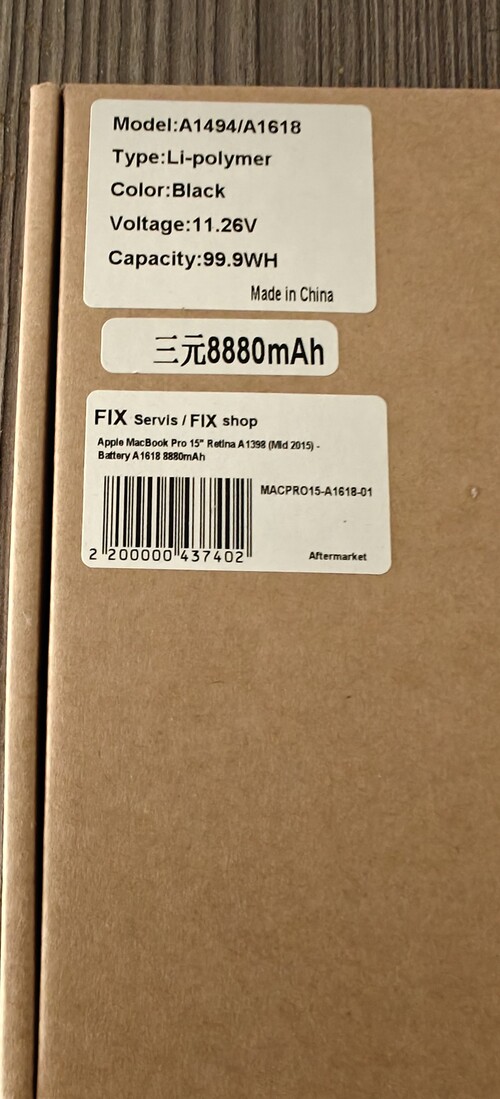 Model:A1494/A1618
Type:Li-polymer
Color:Black
Voltage:11.26V
Capacity:99.9WH
Made in China
三元8880mAh
FIX Servis / FIX shop
Apple MacBook Pro 15" Retina A1398 (Mid 2015) -
Battery A1618 8880mAh
MACPRO15-A1618-01
2 200000 437402
Aftermarket